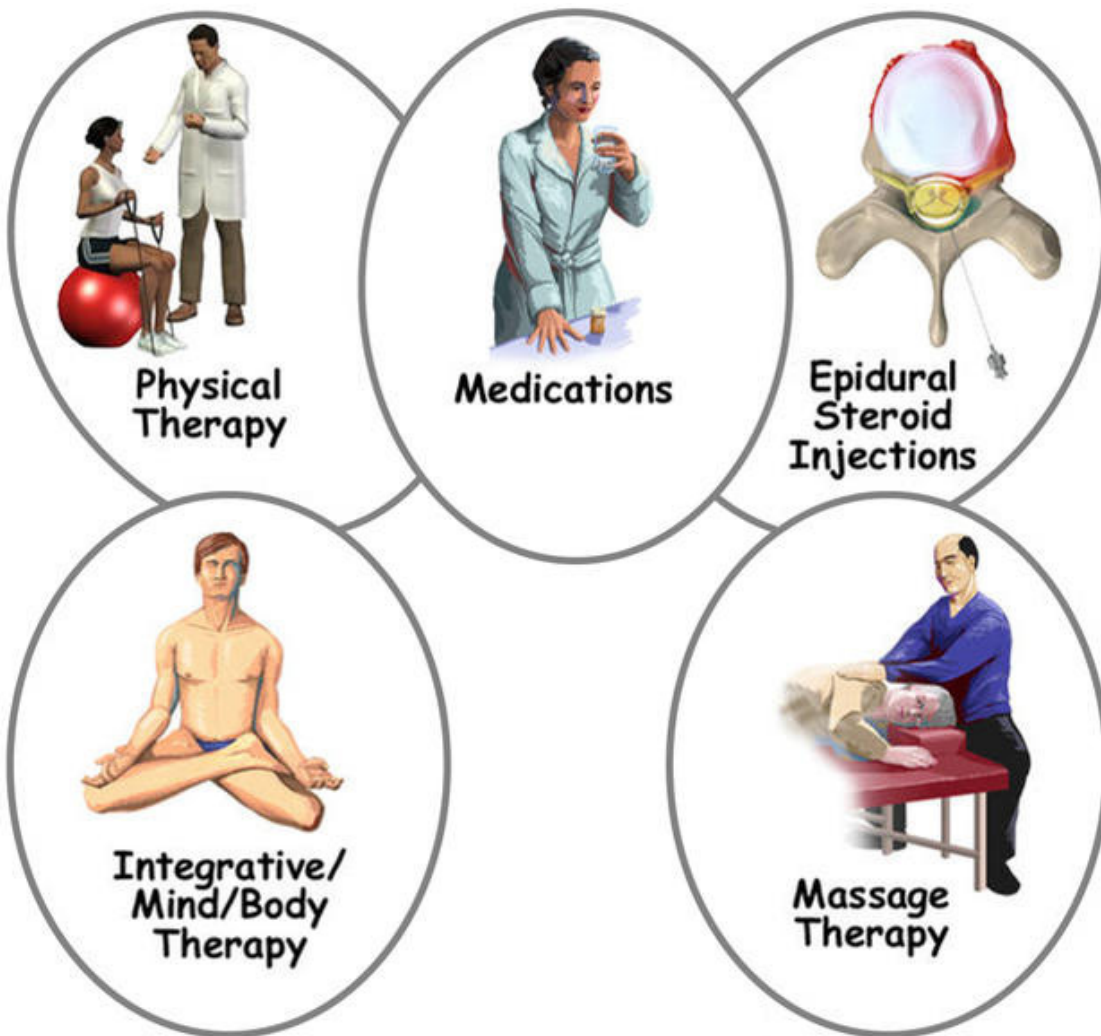 Physical
Therapy
Medications
Epidural
Steroid
Injections
Integrative/
Mind/Body
Therapy
Massage
Therapy